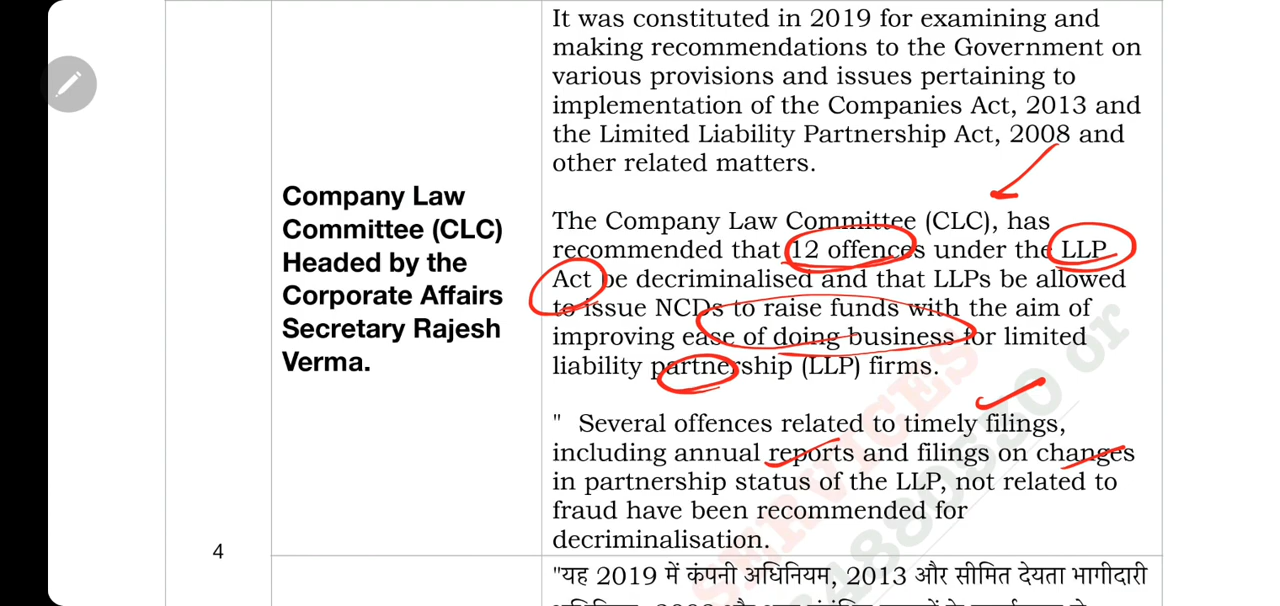 It was constituted in 2019 for examining and
making recommendations to the Government on
various provisions and issues pertaining to
implementation of the Companies Act, 2013 and
the Limited Liability Partnership Act, 2008 and
other related matters.
Company Law
Committee (CLC)
Headed by the
Corporate Affairs
Secretary Rajesh
Verma.
The Company Law Committee (CLC), has
recommended that 12 offences under the LLP
Act be decriminalised and that LLPs be allowed
to issue NCDs to raise funds with the aim of
improving ease of doing business for limited
liability partnership (LLP) firms.
" Several offences related to timely filings,
including annual reports and filings on changes
in partnership status of the LLP, not related to
fraud have been recommended for
decriminalisation.
4
"यह 2019 में कंपनी अधिनियम, 2013 और सीमित देयता भागीदारी
SERVICES
or